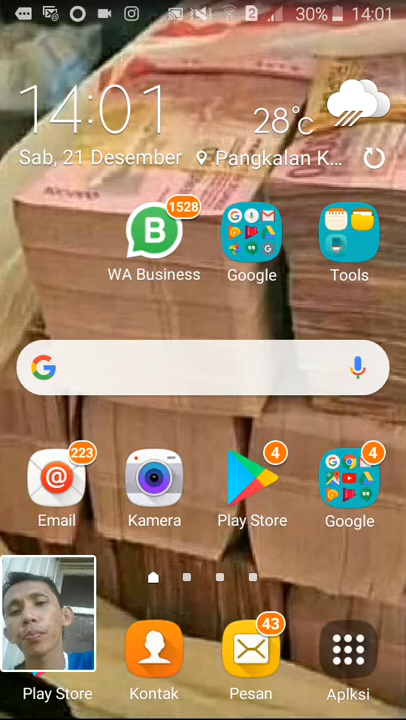 2 30% 14:01
14:01 28°c
Sab, 21 Desember Pangkalan K...
1528
B
WA Business Google Tools
G
223 4 4
@
Email Kamera Play Store Google
43
Play Store Kontak Pesan Aplksi